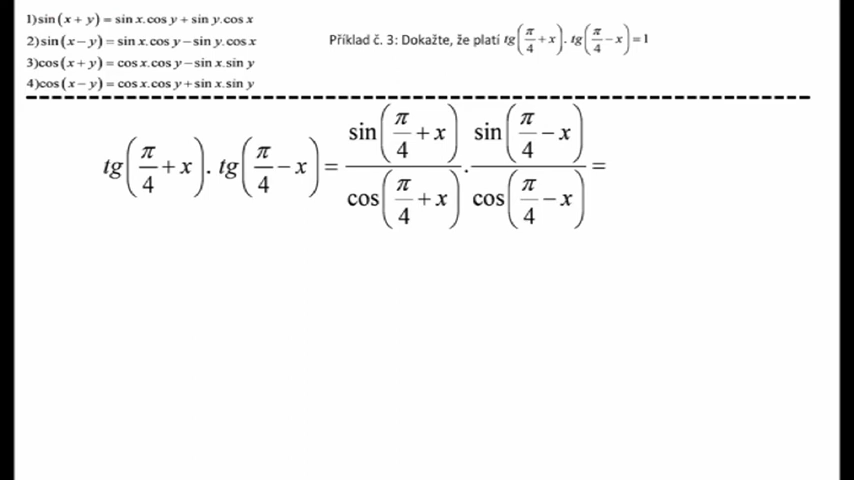 1)sin(x + y) = sin x.cos y + sin y.cos x
2)sin(x − y) = sin x.cos y − sin y.cos x
3)cos(x + y) = cos x.cos y − sin x.sin y
4)cos(x − y) = cos x.cos y + sin x.sin y
Příklad č. 3: Dokažte, že platí tg(π/4 + x). tg(π/4 − x) = 1
tg(π/4 + x). tg(π/4 − x) = sin(π/4 + x)/cos(π/4 + x) . sin(π/4 − x)/cos(π/4 − x) =